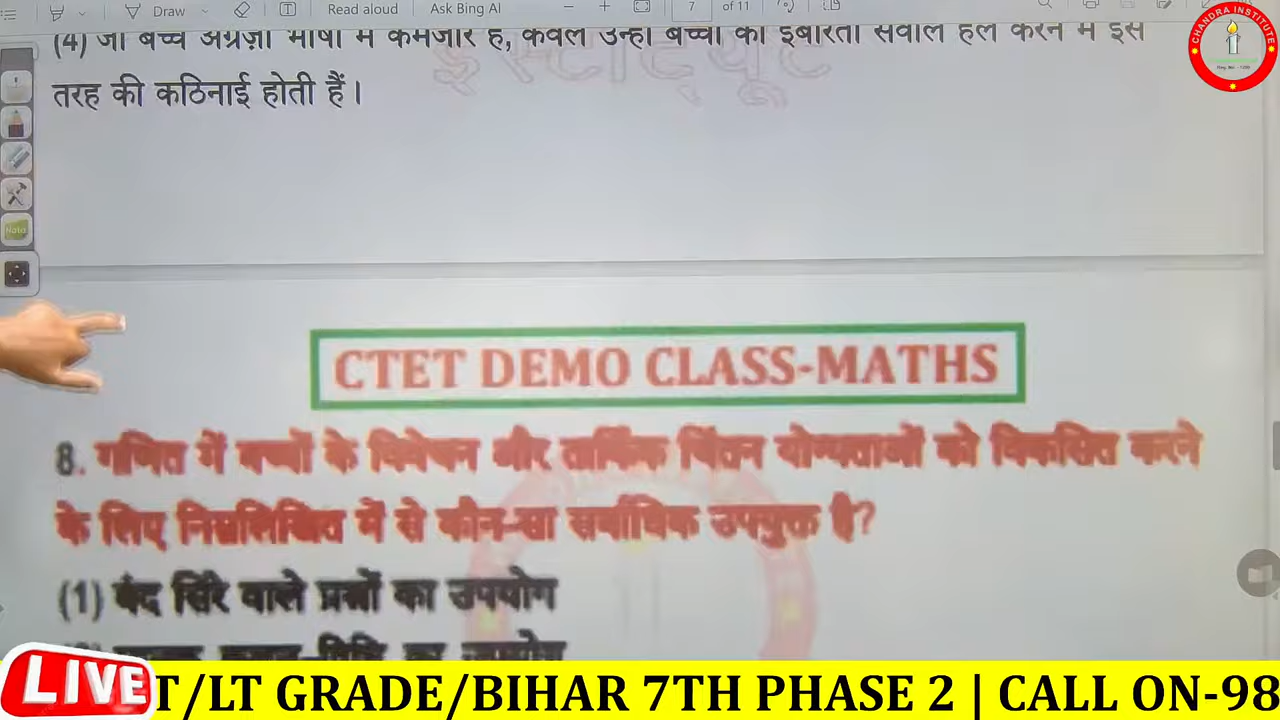 Draw
Read aloud
Ask Bing AI
7 of 11
CHANDRA INSTITUTE
(4) जो बच्चे अंग्रेज़ी भाषा में कमजोर हैं, केवल उन्हीं बच्चों को इबारती सवाल हल करने में इस
तरह की कठिनाई होती हैं।
इंस्टीट्यूट
CTET DEMO CLASS-MATHS
8. गणित में बच्चों के विवेचन और तार्किक चिंतन योग्यताओं को विकसित करने
के लिए निम्नलिखित में से कौन-सा सर्वाधिक उपयुक्त है?
(1) बंद सिरे वाले प्रश्नों का उपयोग
LIVE
T/LT GRADE/BIHAR 7TH PHASE 2 | CALL ON-98